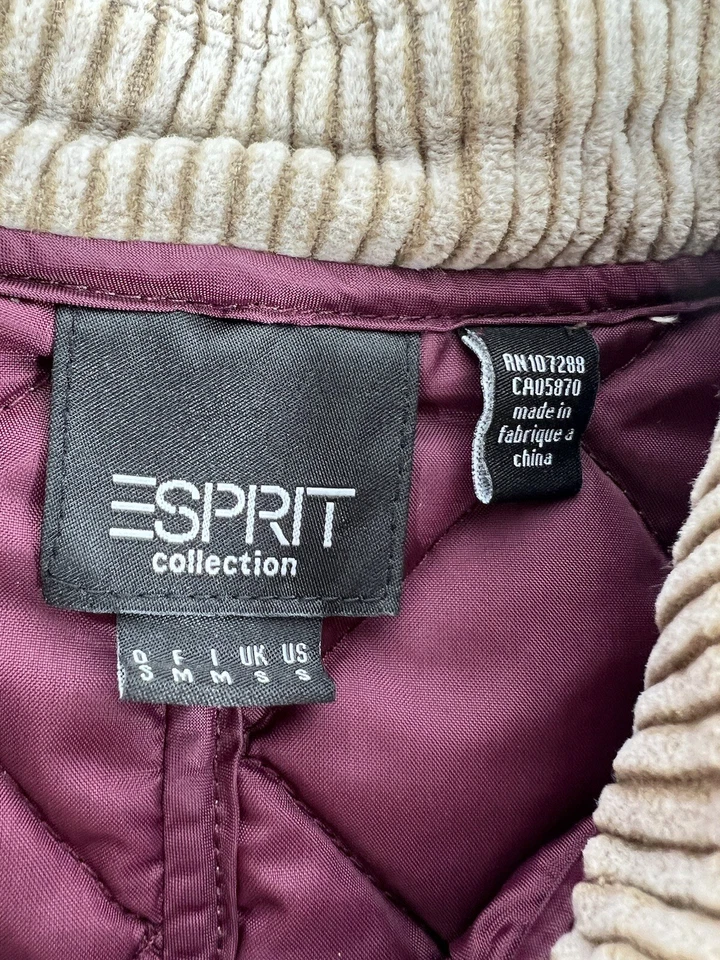 ESPRIT
collection
D F I UK US
S M M S S
RN107288
CA05870
made in
fabrique a
china